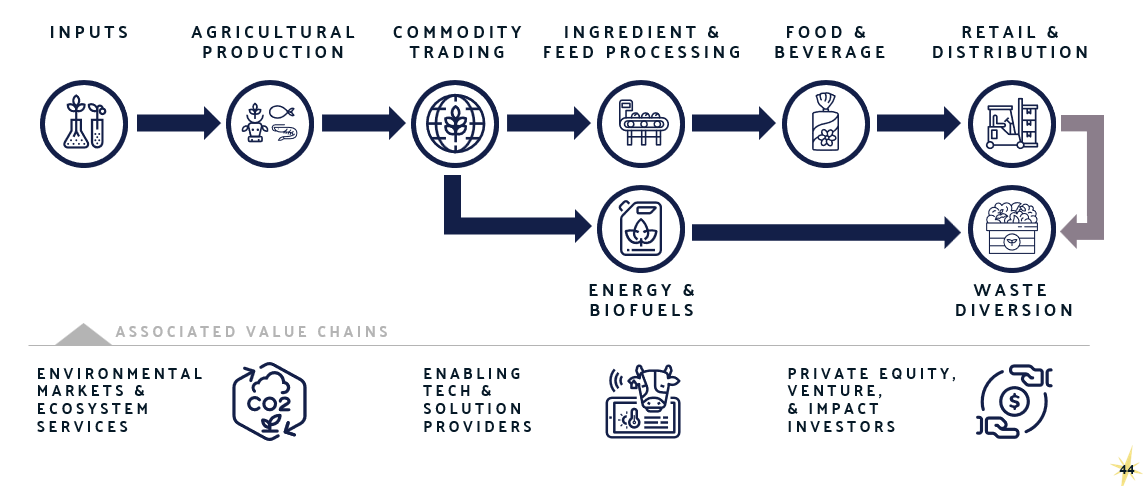 INPUTS
AGRICULTURAL
PRODUCTION
COMMODITY
TRADING
INGREDIENT &
FEED PROCESSING
FOOD &
BEVERAGE
RETAIL &
DISTRIBUTION
ENERGY &
BIOFUELS
WASTE
DIVERSION
ASSOCIATED VALUE CHAINS
ENVIRONMENTAL
MARKETS &
ECOSYSTEM
SERVICES
CO2
ENABLING
TECH &
SOLUTION
PROVIDERS
PRIVATE EQUITY,
VENTURE,
& IMPACT
INVESTORS
$
44